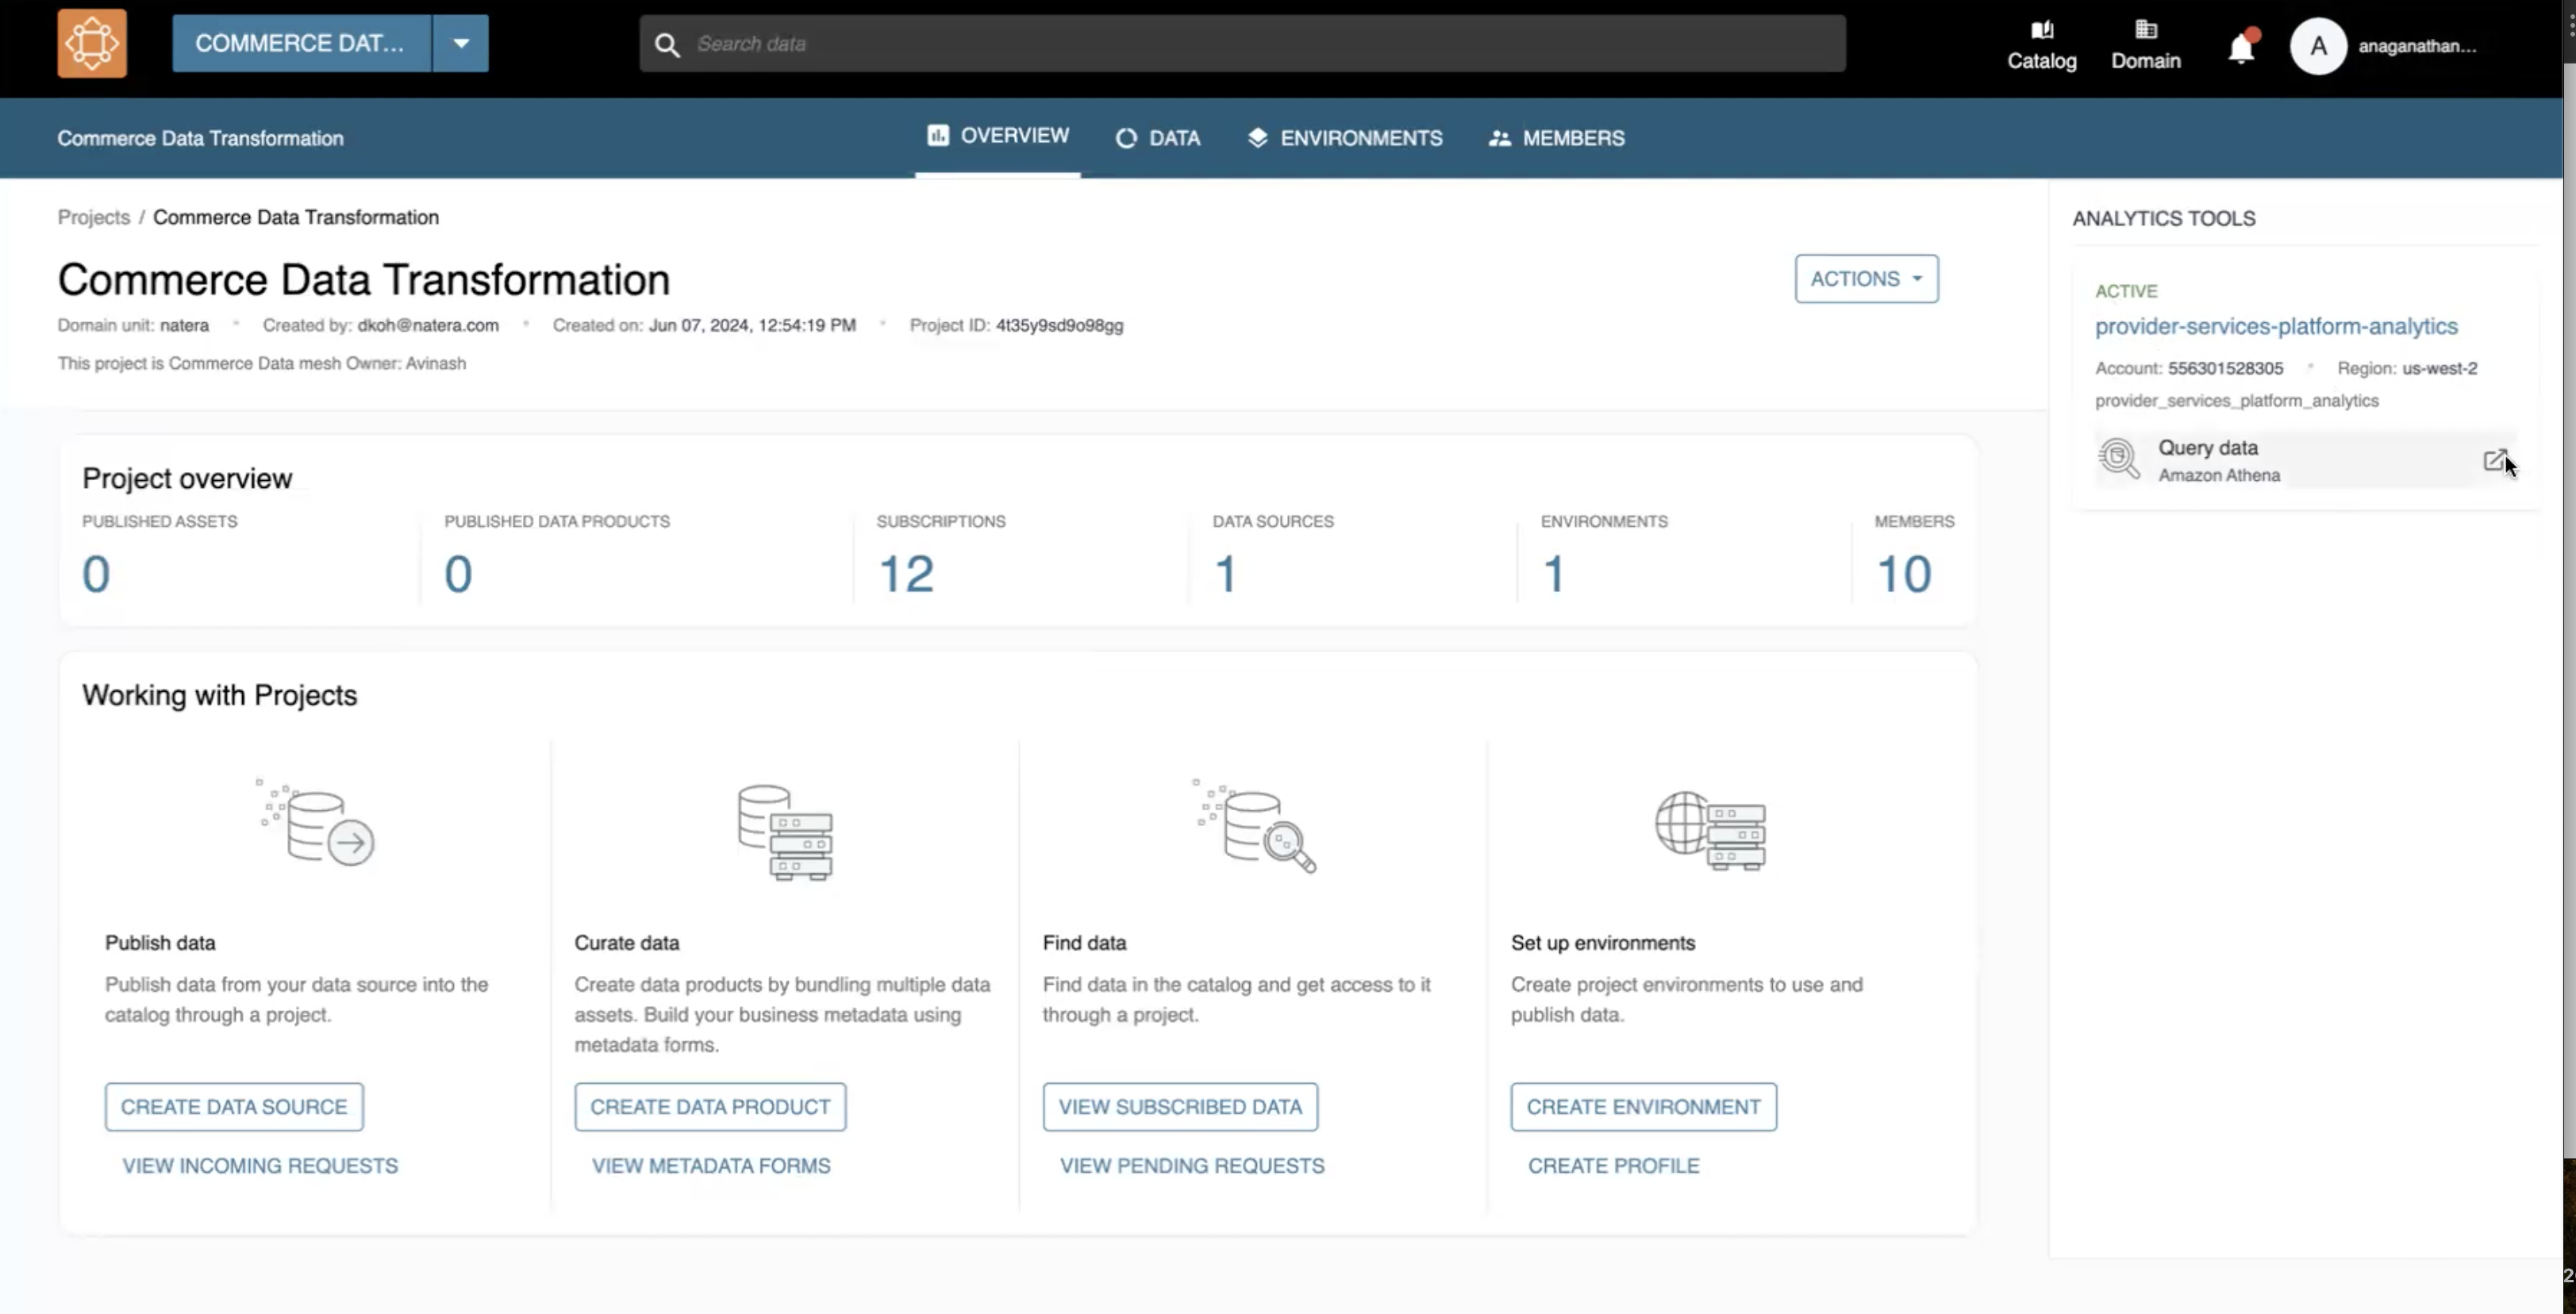 COMMERCE DAT...
Search data
Catalog
Domain
A
anaganathan...
Commerce Data Transformation
OVERVIEW
DATA
ENVIRONMENTS
MEMBERS
Projects / Commerce Data Transformation
Commerce Data Transformation
ACTIONS
Domain unit: natera • Created by: dkoh@natera.com • Created on: Jun 07, 2024, 12:54:19 PM • Project ID: 4t35y9sd9o98gg
This project is Commerce Data mesh Owner: Avinash
ANALYTICS TOOLS
ACTIVE
provider-services-platform-analytics
Account: 556301528305 • Region: us-west-2
provider_services_platform_analytics
Query data
Amazon Athena
Project overview
PUBLISHED ASSETS
0
PUBLISHED DATA PRODUCTS
0
SUBSCRIPTIONS
12
DATA SOURCES
1
ENVIRONMENTS
1
MEMBERS
10
Working with Projects
Publish data
Publish data from your data source into the
catalog through a project.
CREATE DATA SOURCE
VIEW INCOMING REQUESTS
Curate data
Create data products by bundling multiple data
assets. Build your business metadata using
metadata forms.
CREATE DATA PRODUCT
VIEW METADATA FORMS
Find data
Find data in the catalog and get access to it
through a project.
VIEW SUBSCRIBED DATA
VIEW PENDING REQUESTS
Set up environments
Create project environments to use and
publish data.
CREATE ENVIRONMENT
CREATE PROFILE
2